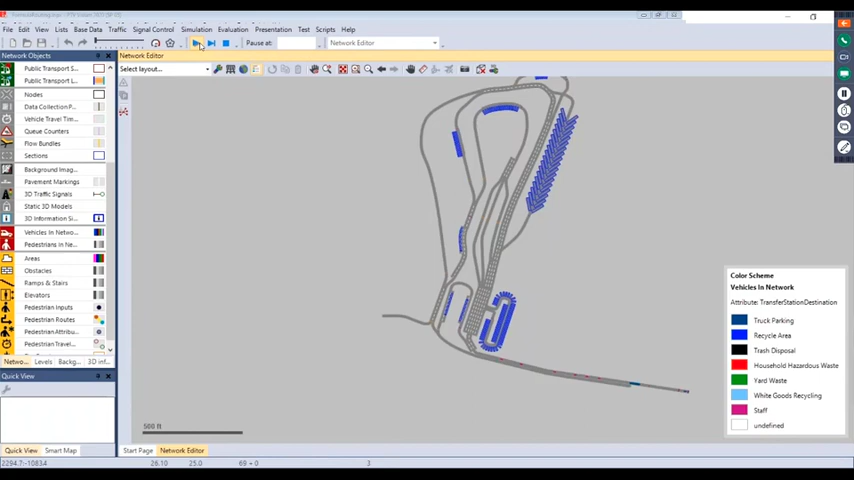 File Edit View Lists Base Data Traffic Signal Control Simulation Evaluation Presentation Test Scripts Help
Pause at: Network Editor
Network Objects
Network Editor
Select layout...
Public Transport S...
Public Transport L...
Nodes
Data Collection P...
Vehicle Travel Tim...
Queue Counters
Flow Bundles
Sections
Background Imag...
Pavement Markings
3D Traffic Signals
Static 3D Models
3D Information Si...
Vehicles In Netwo...
Pedestrians In Ne...
Areas
Obstacles
Ramps & Stairs
Elevators
Pedestrian Inputs
Pedestrian Routes
Pedestrian Attribu...
Pedestrian Travel...
Netwo... Levels Backg... 3D inf...
Quick View
Color Scheme
Vehicles In Network
Attribute: TransferStationDestination
Truck Parking
Recycle Area
Trash Disposal
Household Hazardous Waste
Yard Waste
White Goods Recycling
Staff
undefined
500 ft
Quick View Smart Map Start Page Network Editor
26.10 25.0 69 + 0 3